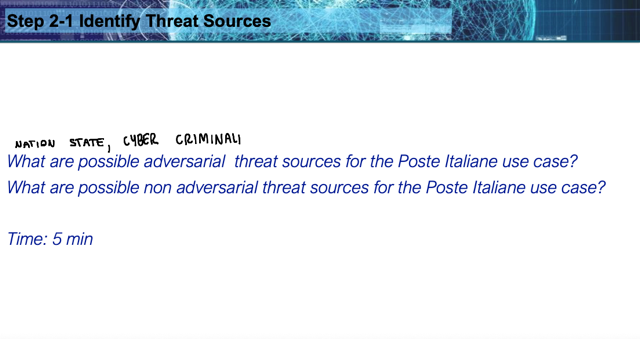 Step 2-1 Identify Threat Sources
NATION STATE, CYBER CRIMINALI
What are possible adversarial threat sources for the Poste Italiane use case?
What are possible non adversarial threat sources for the Poste Italiane use case?
Time: 5 min